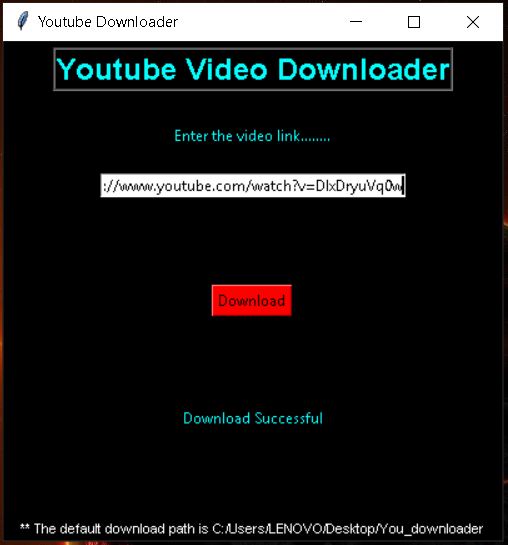 Youtube Downloader
Youtube Video Downloader
Enter the video link........
://www.youtube.com/watch?v=DlxDryuVq0w
Download
Download Successful
** The default download path is C:/Users/LENOVO/Desktop/You_downloader